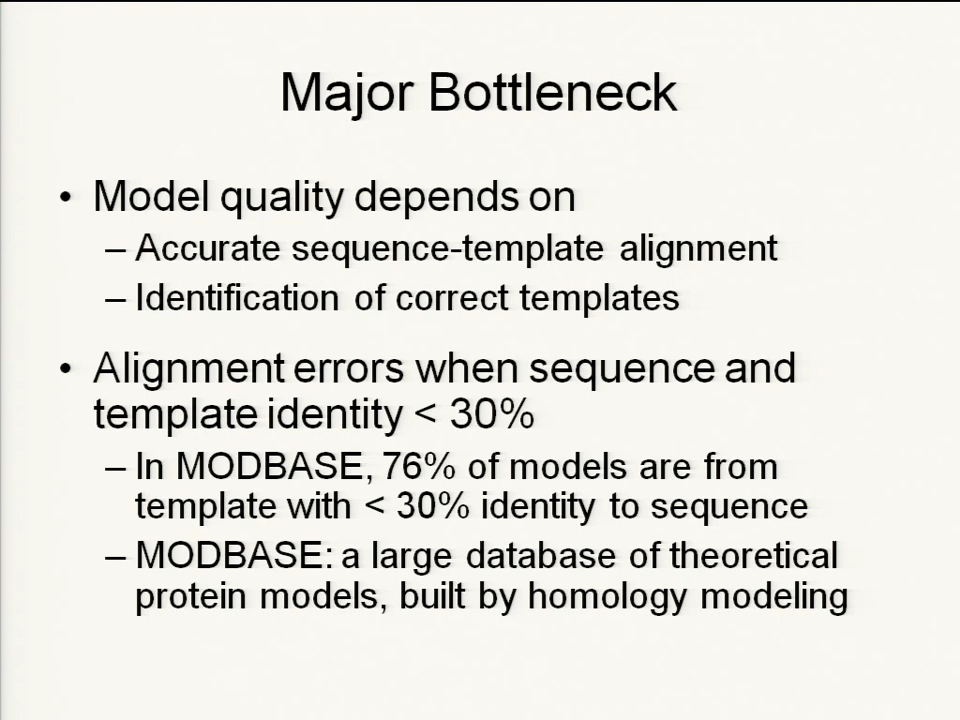 Major Bottleneck
• Model quality depends on
– Accurate sequence-template alignment
– Identification of correct templates
• Alignment errors when sequence and
template identity < 30%
– In MODBASE, 76% of models are from
template with < 30% identity to sequence
– MODBASE: a large database of theoretical
protein models, built by homology modeling